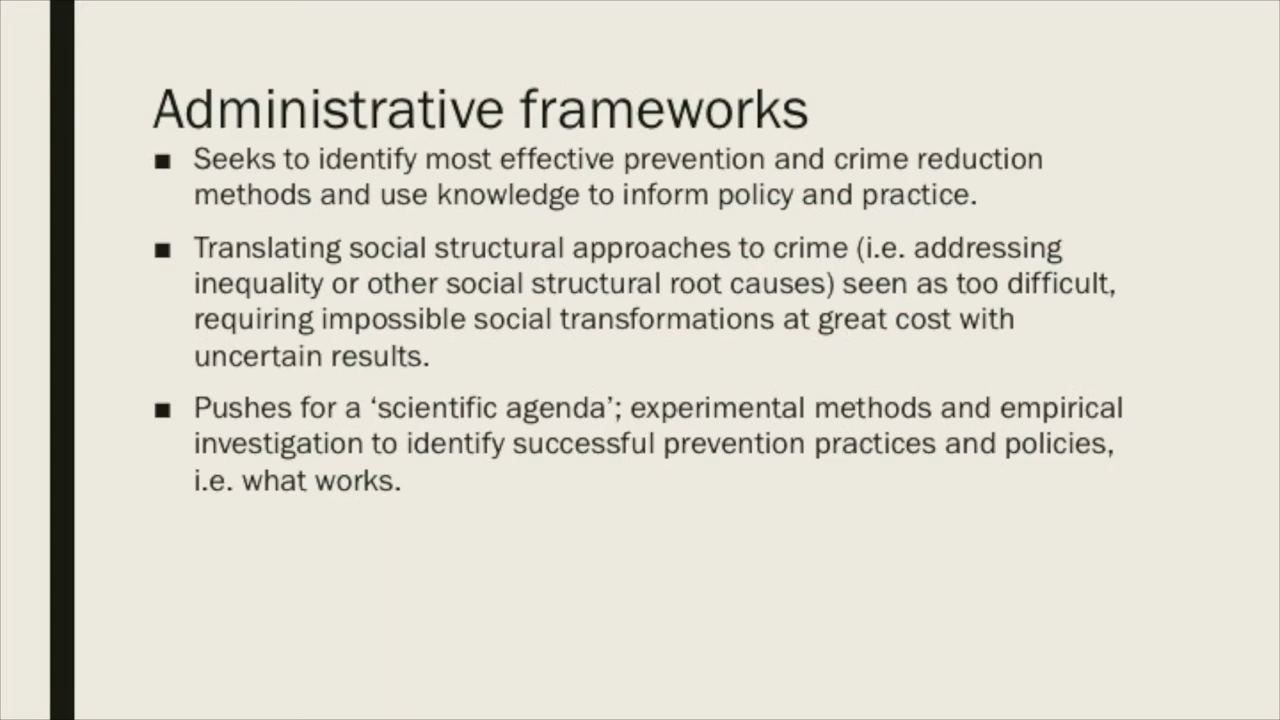 Administrative frameworks
■ Seeks to identify most effective prevention and crime reduction
methods and use knowledge to inform policy and practice.
■ Translating social structural approaches to crime (i.e. addressing
inequality or other social structural root causes) seen as too difficult,
requiring impossible social transformations at great cost with
uncertain results.
■ Pushes for a ‘scientific agenda’; experimental methods and empirical
investigation to identify successful prevention practices and policies,
i.e. what works.